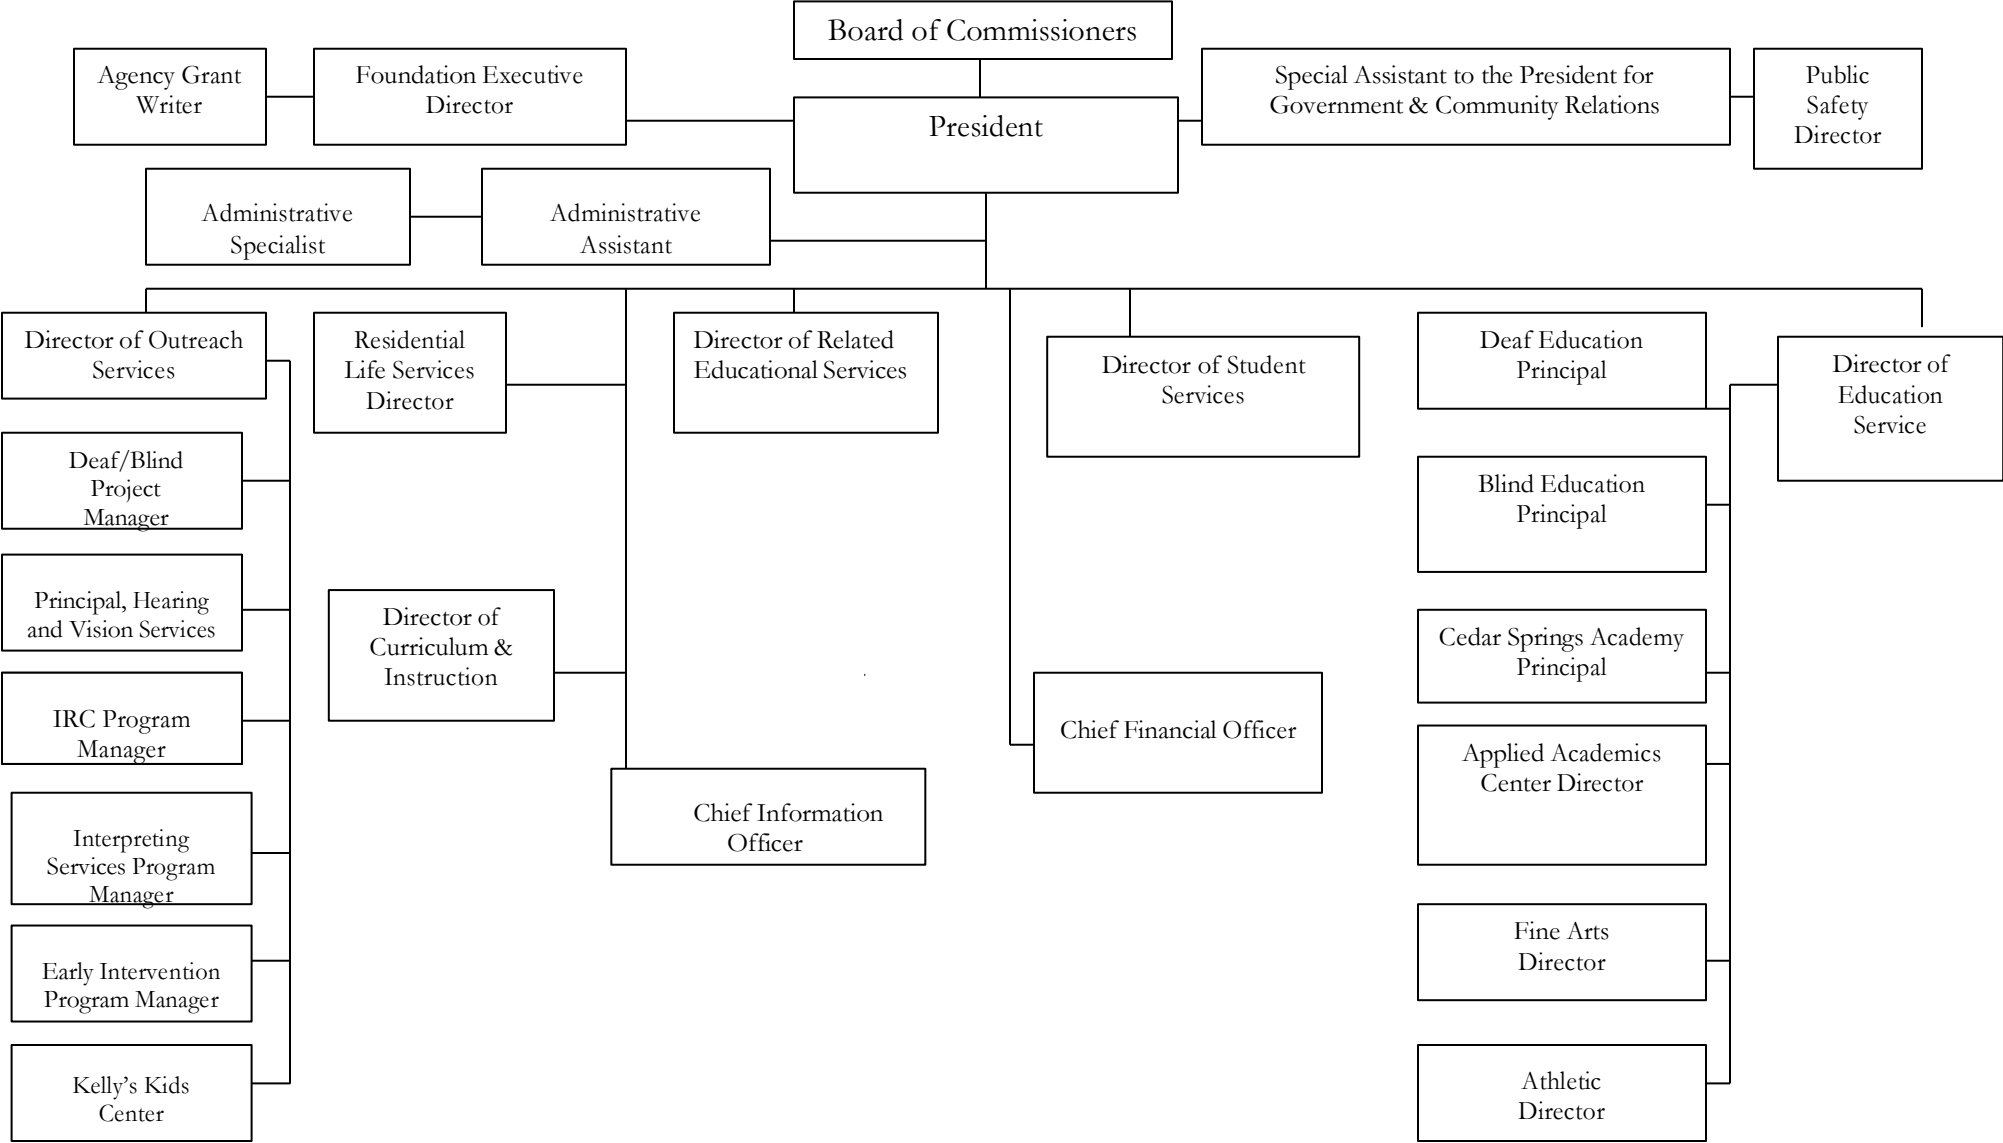 Board of Commissioners
Agency Grant
Writer
Foundation Executive
Director
President
Special Assistant to the President for
Government & Community Relations
Public
Safety
Director
Administrative
Specialist
Administrative
Assistant
Director of Outreach
Services
Residential
Life Services
Director
Director of Related
Educational Services
Director of Student
Services
Deaf Education
Principal
Director of
Education
Service
Deaf/Blind
Project
Manager
Blind Education
Principal
Principal, Hearing
and Vision Services
Director of
Curriculum &
Instruction
Cedar Springs Academy
Principal
IRC Program
Manager
Chief Financial Officer
Applied Academics
Center Director
Interpreting
Services Program
Manager
Chief Information
Officer
Early Intervention
Program Manager
Fine Arts
Director
Kelly’s Kids
Center
Athletic
Director